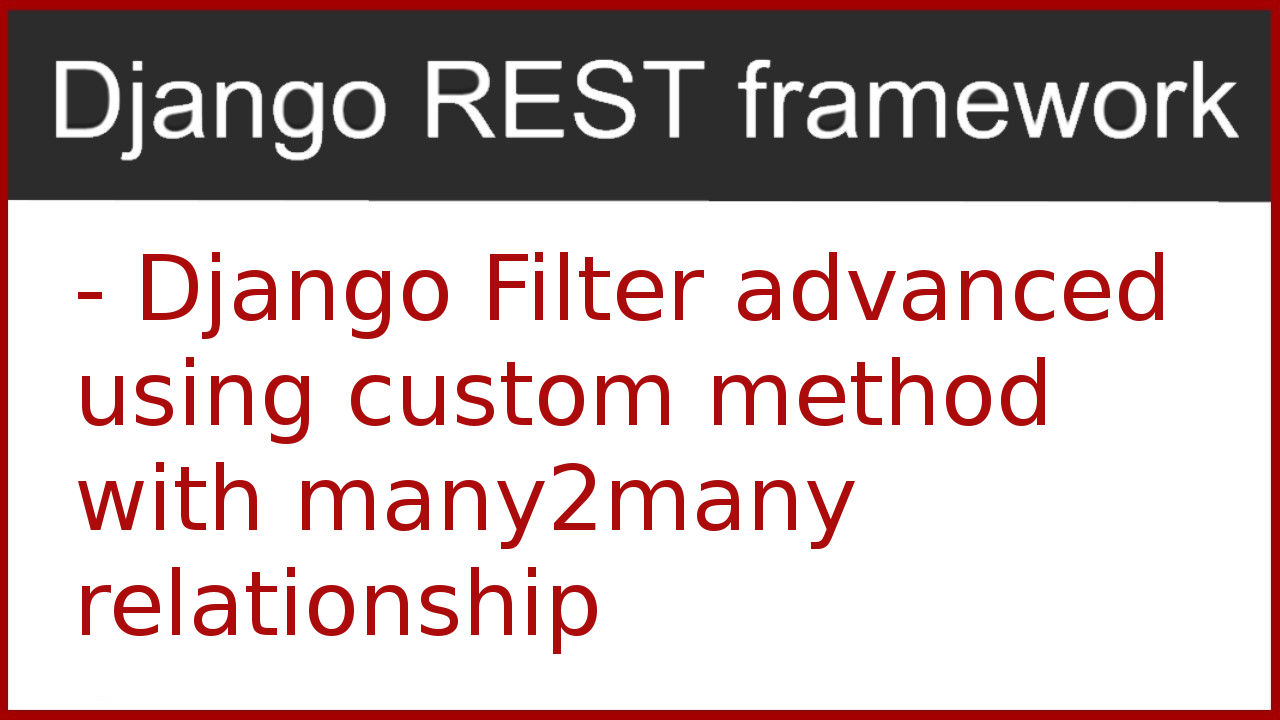 Django REST framework
- Django Filter advanced
using custom method
with many2many
relationship